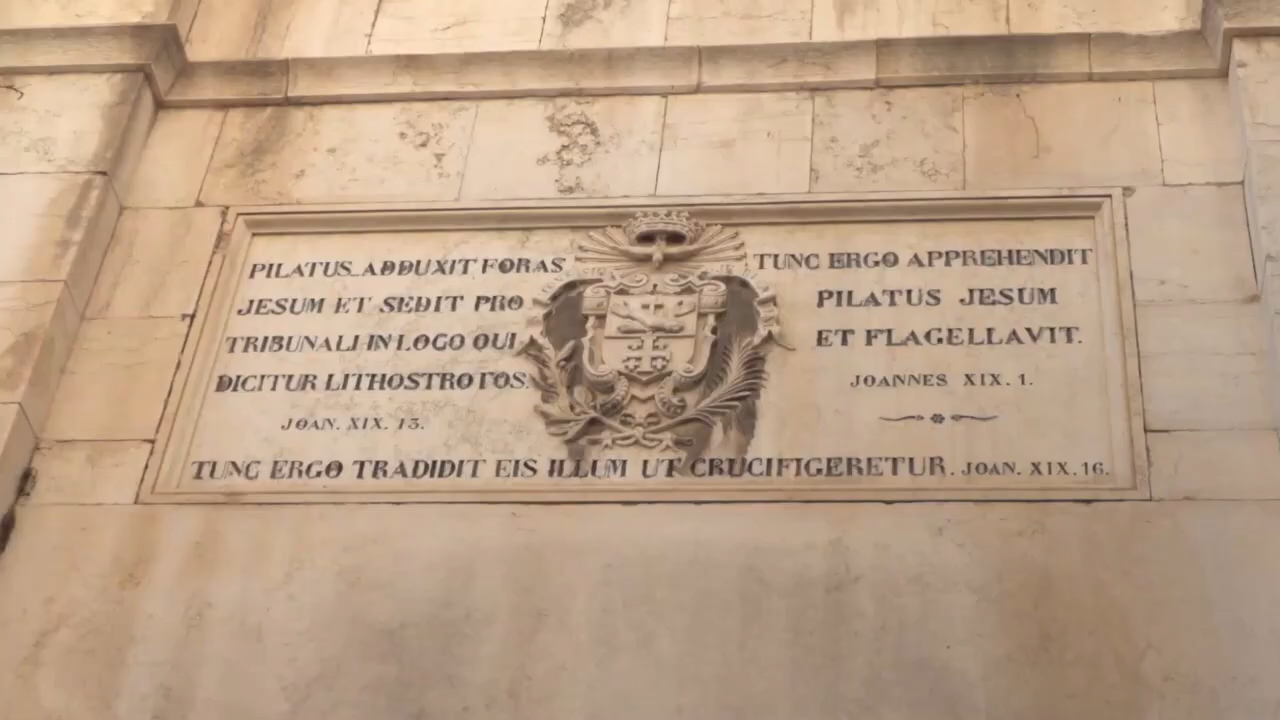 PILATUS ADDUXIT FORAS
JESUM ET SEDIT PRO
TRIBUNALI IN LOGO QUI
DICITUR LITHOSTROTOS.
JOAN. XIX. 13.
TUNC ERGO APPREHENDIT
PILATUS JESUM
ET FLAGELLAVIT.
JOANNES XIX. 1.
TUNC ERGO TRADIDIT EIS ILLUM UT CRUCIFIGERETUR. JOAN. XIX. 16.